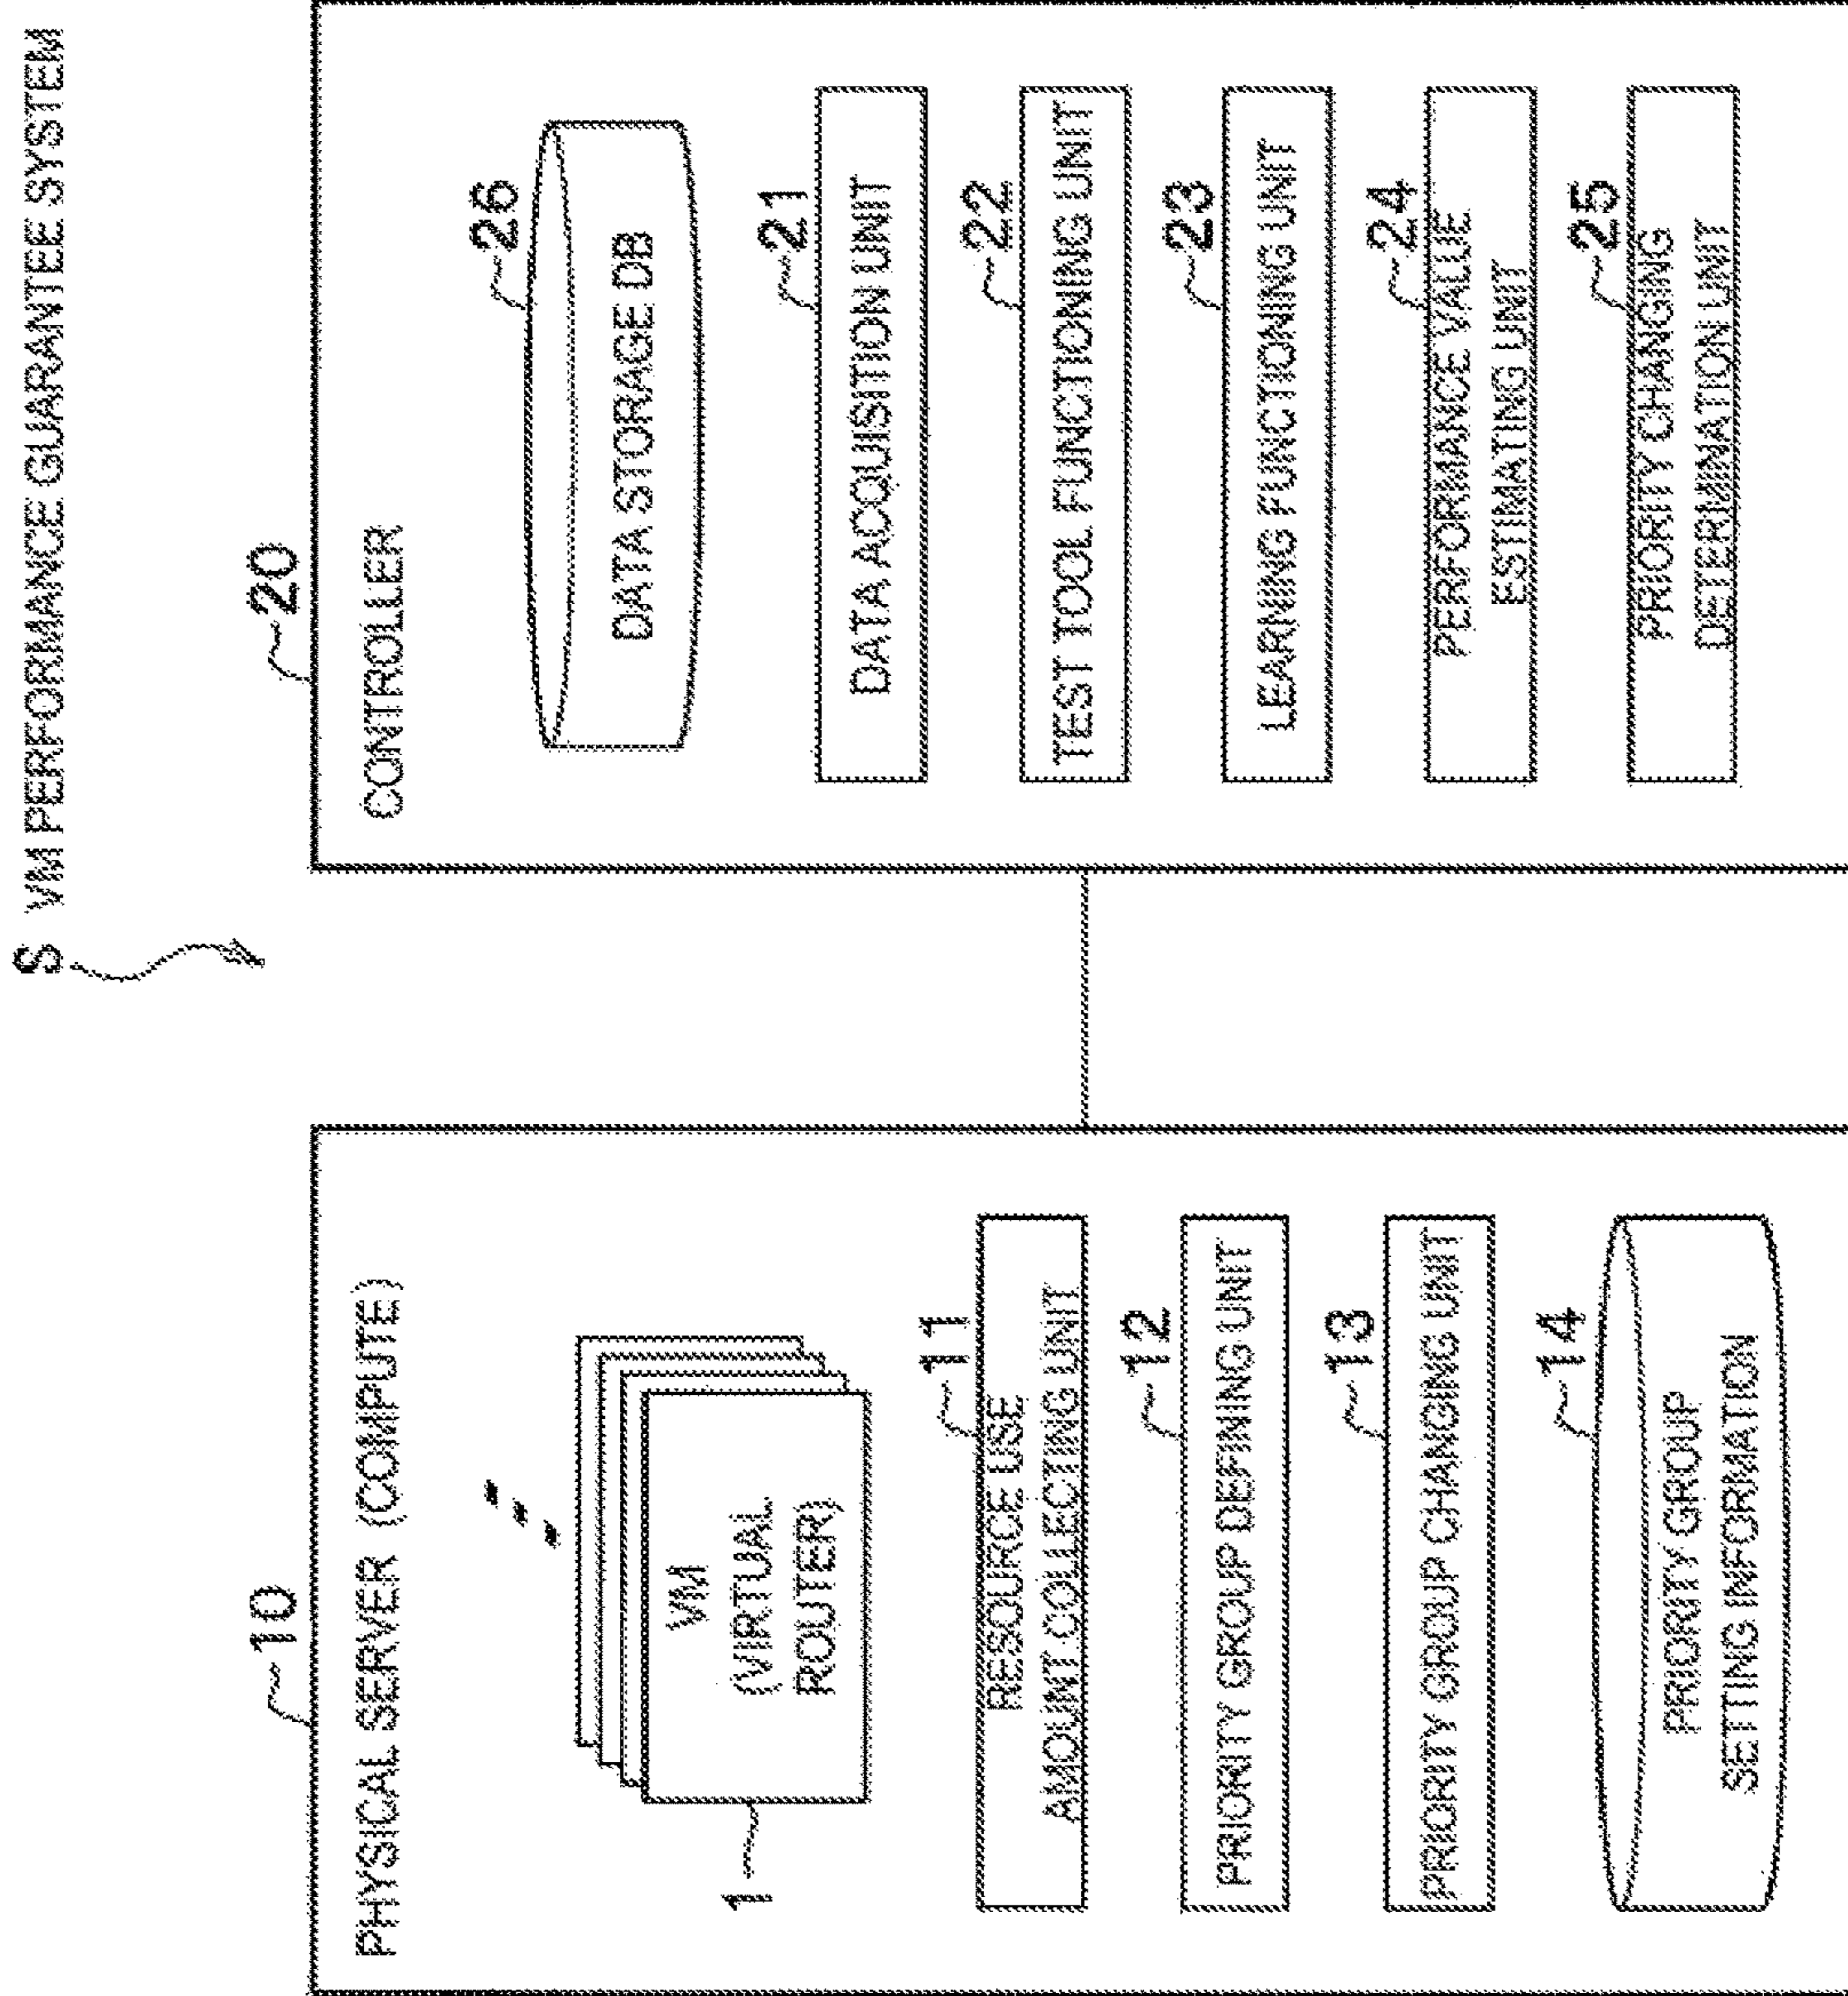 S VM PERFORMANCE GUARANTEE SYSTEM
10
PHYSICAL SERVER (COMPUTE)
VM
(VIRTUAL
ROUTER)
1
11
RESOURCE USE
AMOUNT COLLECTING UNIT
12
PRIORITY GROUP DEFINING UNIT
13
PRIORITY GROUP CHANGING UNIT
14
PRIORITY GROUP
SETTING INFORMATION
20
CONTROLLER
26
DATA STORAGE DB
21
DATA ACQUISITION UNIT
22
TEST TOOL FUNCTIONING UNIT
23
LEARNING FUNCTIONING UNIT
24
PERFORMANCE VALUE
ESTIMATING UNIT
25
PRIORITY CHANGING
DETERMINATION UNIT